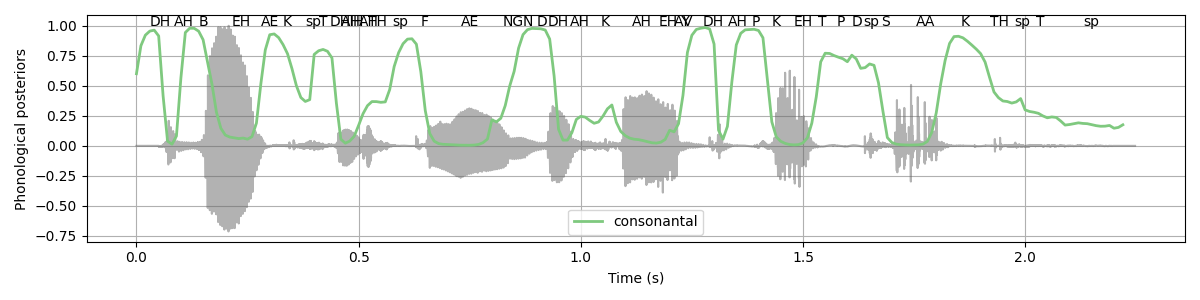 DH AH B EH AE K sp T DH AH TH sp F AE NG N D DH AH K AH EH AY V DH AH P K EH T P D sp S AA K TH sp T sp
1.00
0.75
0.50
0.25
0.00
−0.25
−0.50
−0.75
Phonological posteriors
consonantal
0.0 0.5 1.0 1.5 2.0
Time (s)